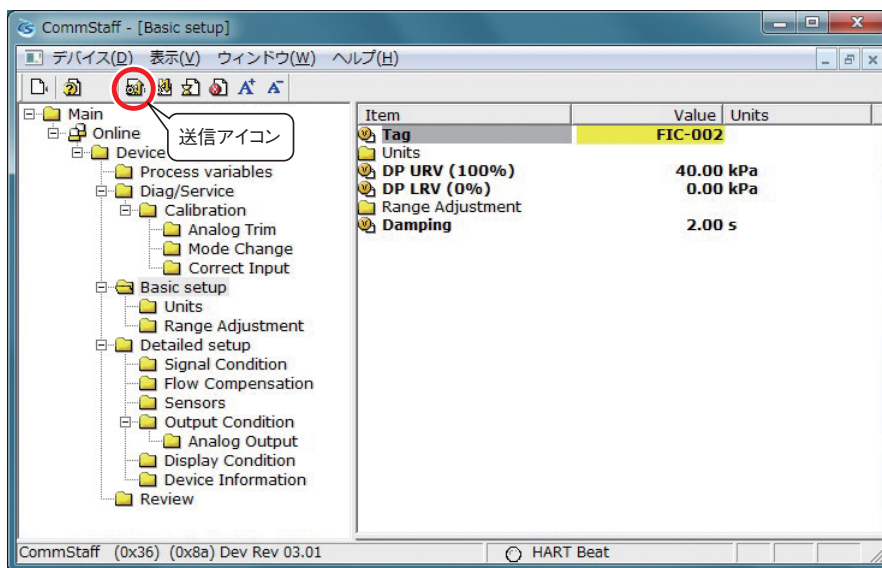 CommStaff - [Basic setup]
デバイス(D) 表示(V) ウィンドウ(W) ヘルプ(H)
A+ A-
送信アイコン
Main
Online
Device
Process variables
Diag/Service
Calibration
Analog Trim
Mode Change
Correct Input
Basic setup
Units
Range Adjustment
Detailed setup
Signal Condition
Flow Compensation
Sensors
Output Condition
Analog Output
Display Condition
Device Information
Review
Item Value Units
Tag FIC-002
Units
DP URV (100%) 40.00 kPa
DP LRV (0%) 0.00 kPa
Range Adjustment
Damping 2.00 s
CommStaff (0x36) (0x8a) Dev Rev 03.01 HART Beat